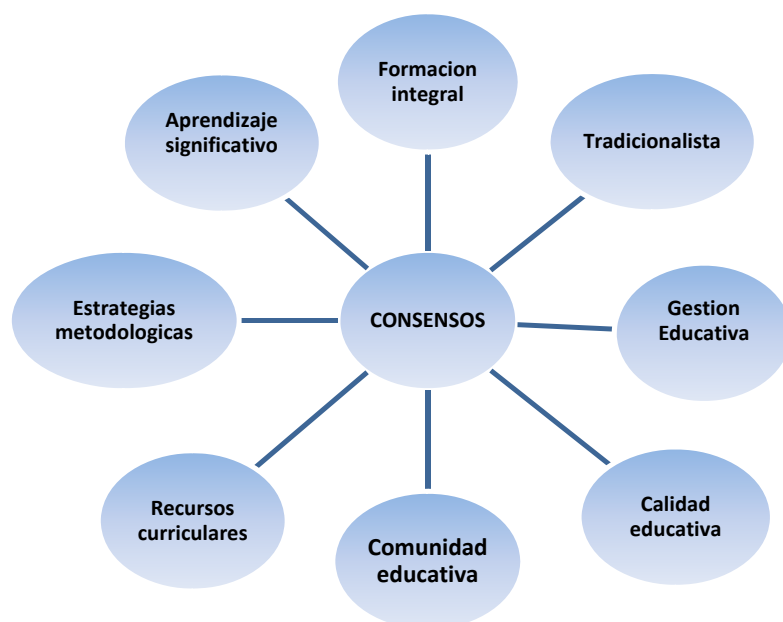 Formacion
integral
Aprendizaje
significativo
Tradicionalista
Estrategias
metodologicas
CONSENSOS
Gestion
Educativa
Recursos
curriculares
Comunidad
educativa
Calidad
educativa